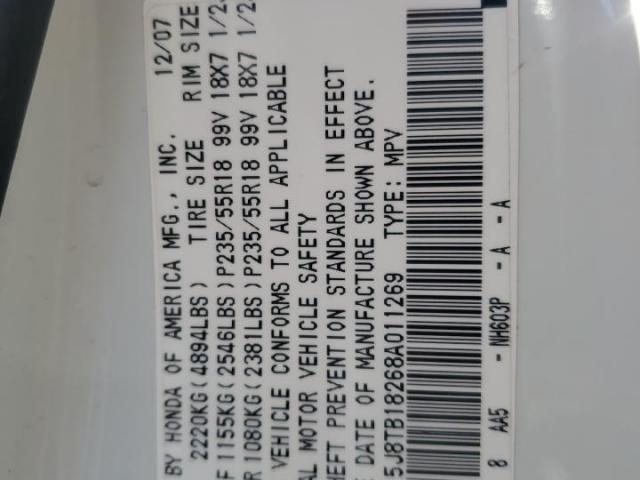 BY HONDA OF AMERICA MFG., INC. 12/07
2220KG(4894LBS) TIRE SIZE RIM SIZE
F 1155KG(2546LBS)P235/55R18 99V 18X7 1/2
R 1080KG(2381LBS)P235/55R18 99V 18X7 1/2
VEHICLE CONFORMS TO ALL APPLICABLE
AL MOTOR VEHICLE SAFETY
HEFT PREVENTION STANDARDS IN EFFECT
E DATE OF MANUFACTURE SHOWN ABOVE.
5J8TB18268A011269 TYPE: MPV
8 AA5 - NH603P - A - A